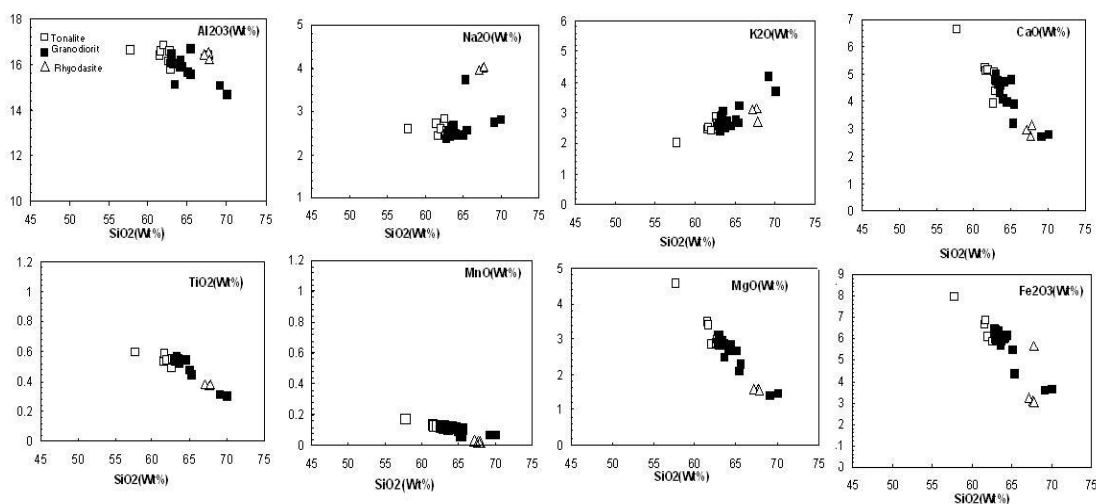 18
16
14
12
10
Al2O3(Wt%)
Tonalite
Granodiorit
Rhyodasite
45 50 55 60 65 70 75
SiO2(Wt%)
5
4
3
2
1
Na2O(Wt%)
45 50 55 60 65 70 75
SiO2(Wt%)
6
5
4
3
2
1
0
K2O(Wt%
45 50 55 60 65 70 75
SiO2(Wt%)
7
6
5
4
3
2
1
0
CaO(Wt%)
45 50 55 60 65 70 75
SiO2(Wt%)
1.2
1
0.8
0.6
0.4
0.2
0
TiO2(Wt%)
45 50 55 60 65 70 75
SiO2(Wt%)
1.2
1
0.8
0.6
0.4
0.2
0
MnO(Wt%)
45 50 55 60 65 70 75
SiO2(Wt%)
5
4
3
2
1
0
MgO(Wt%)
45 50 55 60 65 70 75
SiO2(Wt%)
9
8
7
6
5
4
3
2
1
0
Fe2O3(Wt%)
45 50 55 60 65 70 75
SiO2(Wt%)